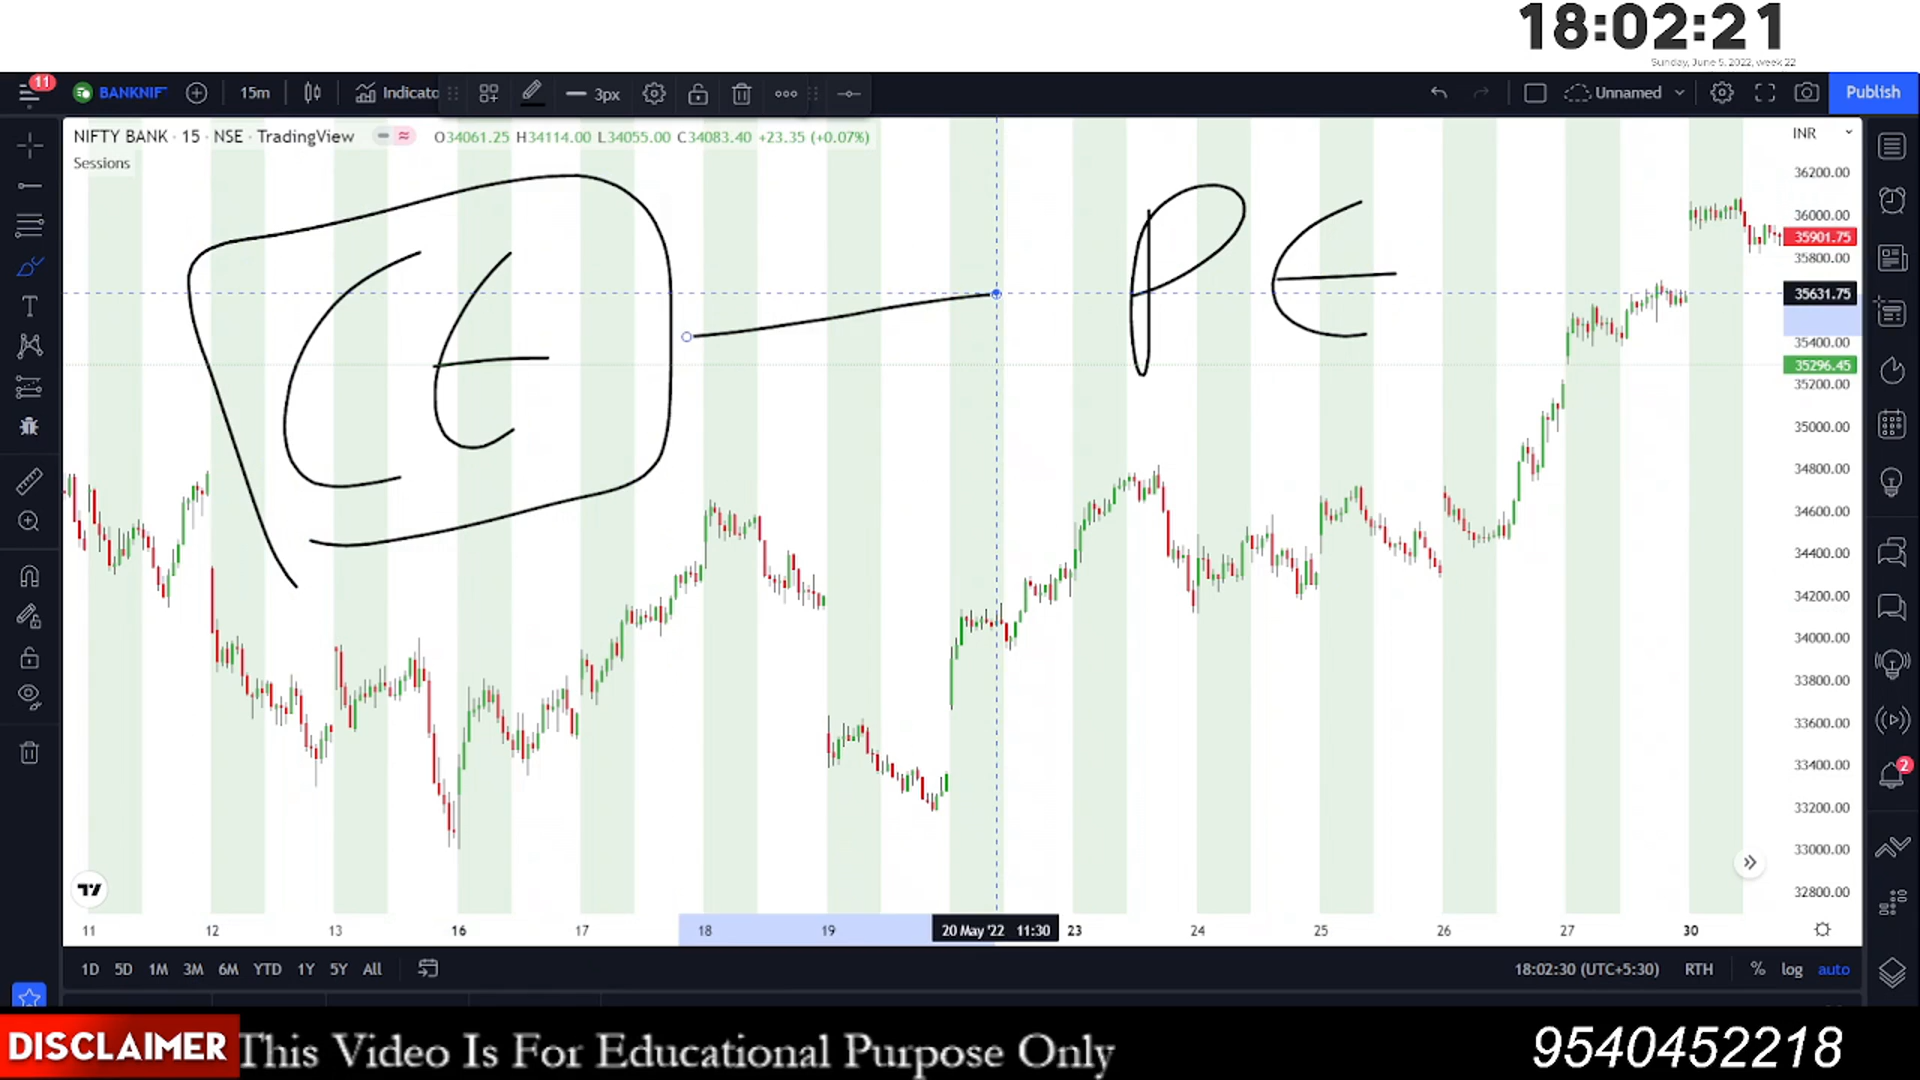 18:02:21
Sunday, June 5, 2022, week 22
11
BANKNIF
15m
Indicato
3px
Unnamed
Publish
NIFTY BANK · 15 · NSE · TradingView
O34061.25 H34114.00 L34055.00 C34083.40 +23.35 (+0.07%)
INR
Sessions
CE
PE
36200.00
36000.00
35901.75
35800.00
35631.75
35400.00
35296.45
35200.00
35000.00
34800.00
34600.00
34400.00
34200.00
34000.00
33800.00
33600.00
33400.00
33200.00
33000.00
32800.00
2
11 12 13 16 17 18 19 20 May '22 11:30 23 24 25 26 27 30
1D 5D 1M 3M 6M YTD 1Y 5Y All
18:02:30 (UTC+5:30) RTH % log auto
DISCLAIMER This Video Is For Educational Purpose Only
9540452218